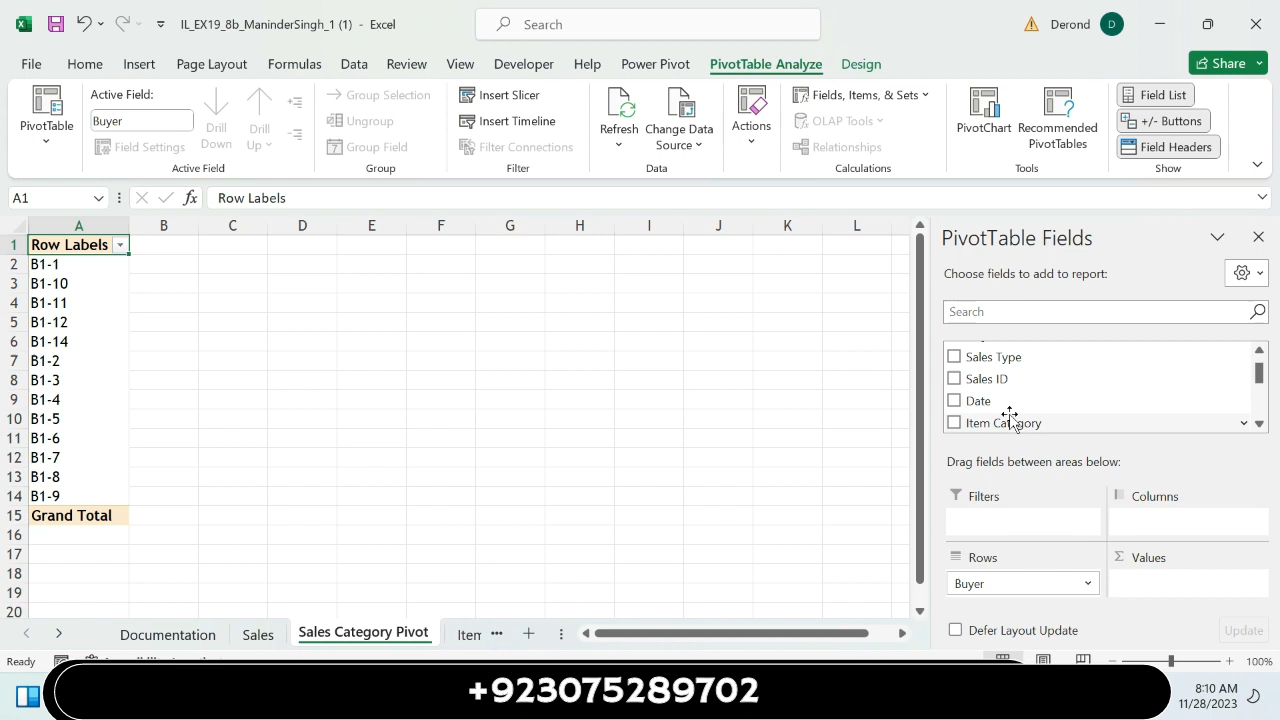 IL_EX19_8b_ManinderSingh_1 (1) - Excel
Search
Derond
D
File Home Insert Page Layout Formulas Data Review View Developer Help Power Pivot PivotTable Analyze Design
Share
PivotTable
Active Field:
Buyer
Field Settings
Drill Down
Drill Up
Active Field
Group Selection
Ungroup
Group Field
Group
Insert Slicer
Insert Timeline
Filter Connections
Filter
Refresh
Change Data Source
Data
Actions
Fields, Items, & Sets
OLAP Tools
Relationships
Calculations
PivotChart
Recommended PivotTables
Tools
Field List
+/- Buttons
Field Headers
Show
A1
fx
Row Labels
A B C D E F G H I J K L
1 Row Labels
2 B1-1
3 B1-10
4 B1-11
5 B1-12
6 B1-14
7 B1-2
8 B1-3
9 B1-4
10 B1-5
11 B1-6
12 B1-7
13 B1-8
14 B1-9
15 Grand Total
16
17
18
19
20
PivotTable Fields
Choose fields to add to report:
Search
Sales Type
Sales ID
Date
Item Category
Drag fields between areas below:
Filters
Columns
Rows
Σ Values
Buyer
Defer Layout Update
Update
Documentation Sales Sales Category Pivot Iten
Ready
100%
+923075289702
8:10 AM
11/28/2023